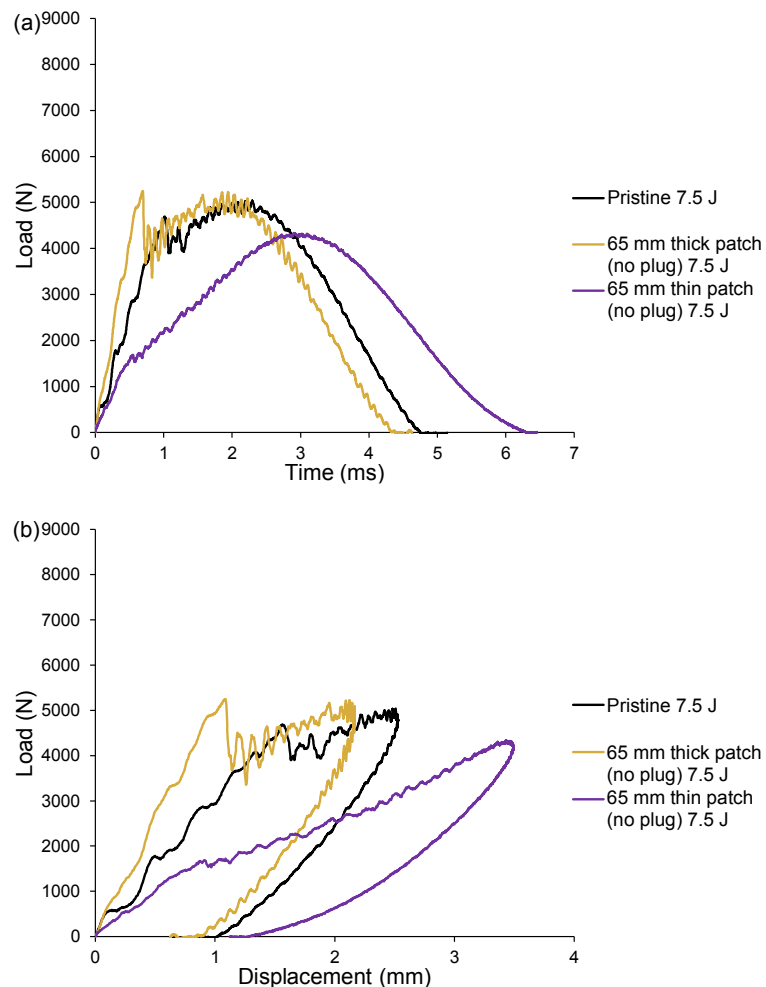 (a)
9000
8000
7000
6000
5000
4000
3000
2000
1000
0
Load (N)
0 1 2 3 4 5 6 7
Time (ms)
Pristine 7.5 J
65 mm thick patch
(no plug) 7.5 J
65 mm thin patch
(no plug) 7.5 J
(b)
9000
8000
7000
6000
5000
4000
3000
2000
1000
0
Load (N)
0 1 2 3 4
Displacement (mm)
Pristine 7.5 J
65 mm thick patch
(no plug) 7.5 J
65 mm thin patch
(no plug) 7.5 J